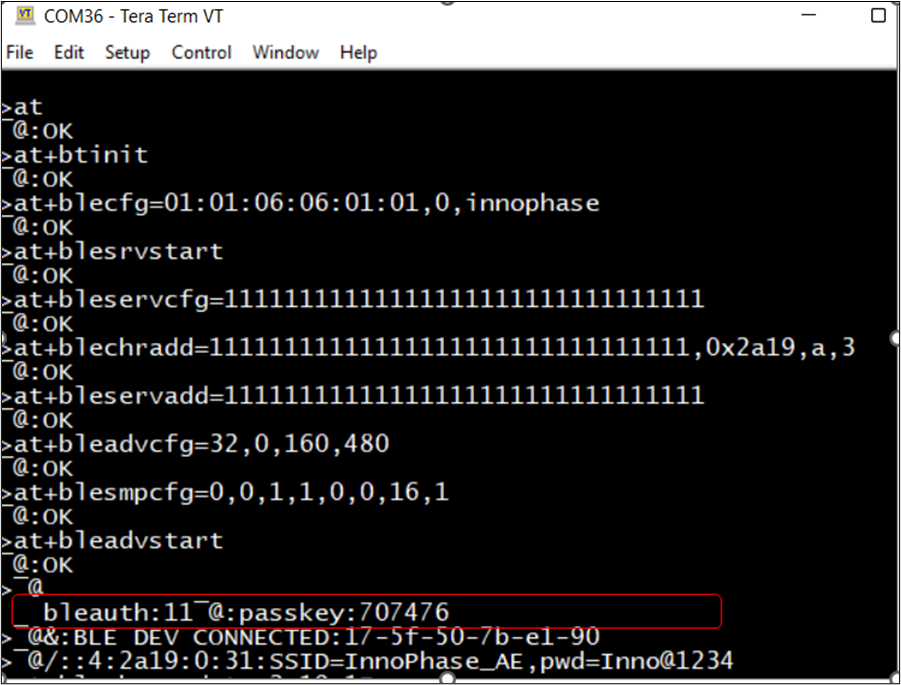 COM36 - Tera Term VT
File Edit Setup Control Window Help
>at
@:OK
>at+btinit
@:OK
>at+blecfg=01:01:06:06:01:01,0,innophase
@:OK
>at+blesrvstart
@:OK
>at+bleservcfg=11111111111111111111111111111111
@:OK
>at+blechradd=11111111111111111111111111111111,0x2a19,a,3
@:OK
>at+bleservadd=11111111111111111111111111111111
@:OK
>at+bleadvcfg=32,0,160,480
@:OK
>at+blesmpcfg=0,0,1,1,0,0,16,1
@:OK
>at+bleadvstart
@:OK
> @
bleauth:11 @:passkey:707476
> @&:BLE DEV CONNECTED:17-5f-50-7b-e1-90
> @/::4:2a19:0:31:SSID=InnoPhase_AE,pwd=Inno@1234